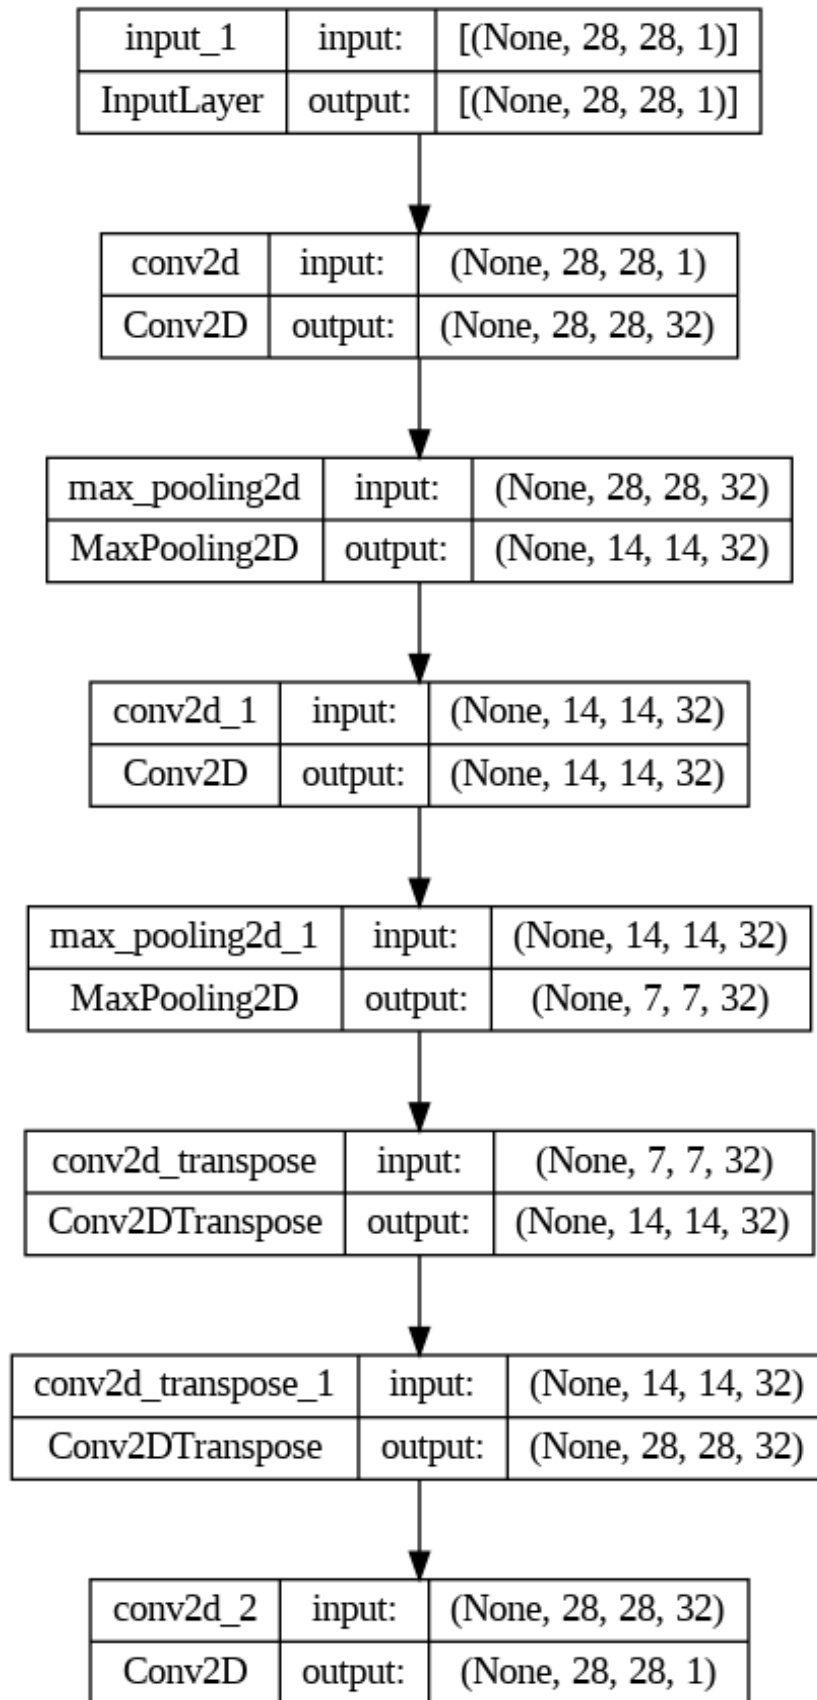 input_1 input: [(None, 28, 28, 1)]
InputLayer output: [(None, 28, 28, 1)]
conv2d input: (None, 28, 28, 1)
Conv2D output: (None, 28, 28, 32)
max_pooling2d input: (None, 28, 28, 32)
MaxPooling2D output: (None, 14, 14, 32)
conv2d_1 input: (None, 14, 14, 32)
Conv2D output: (None, 14, 14, 32)
max_pooling2d_1 input: (None, 14, 14, 32)
MaxPooling2D output: (None, 7, 7, 32)
conv2d_transpose input: (None, 7, 7, 32)
Conv2DTranspose output: (None, 14, 14, 32)
conv2d_transpose_1 input: (None, 14, 14, 32)
Conv2DTranspose output: (None, 28, 28, 32)
conv2d_2 input: (None, 28, 28, 32)
Conv2D output: (None, 28, 28, 1)